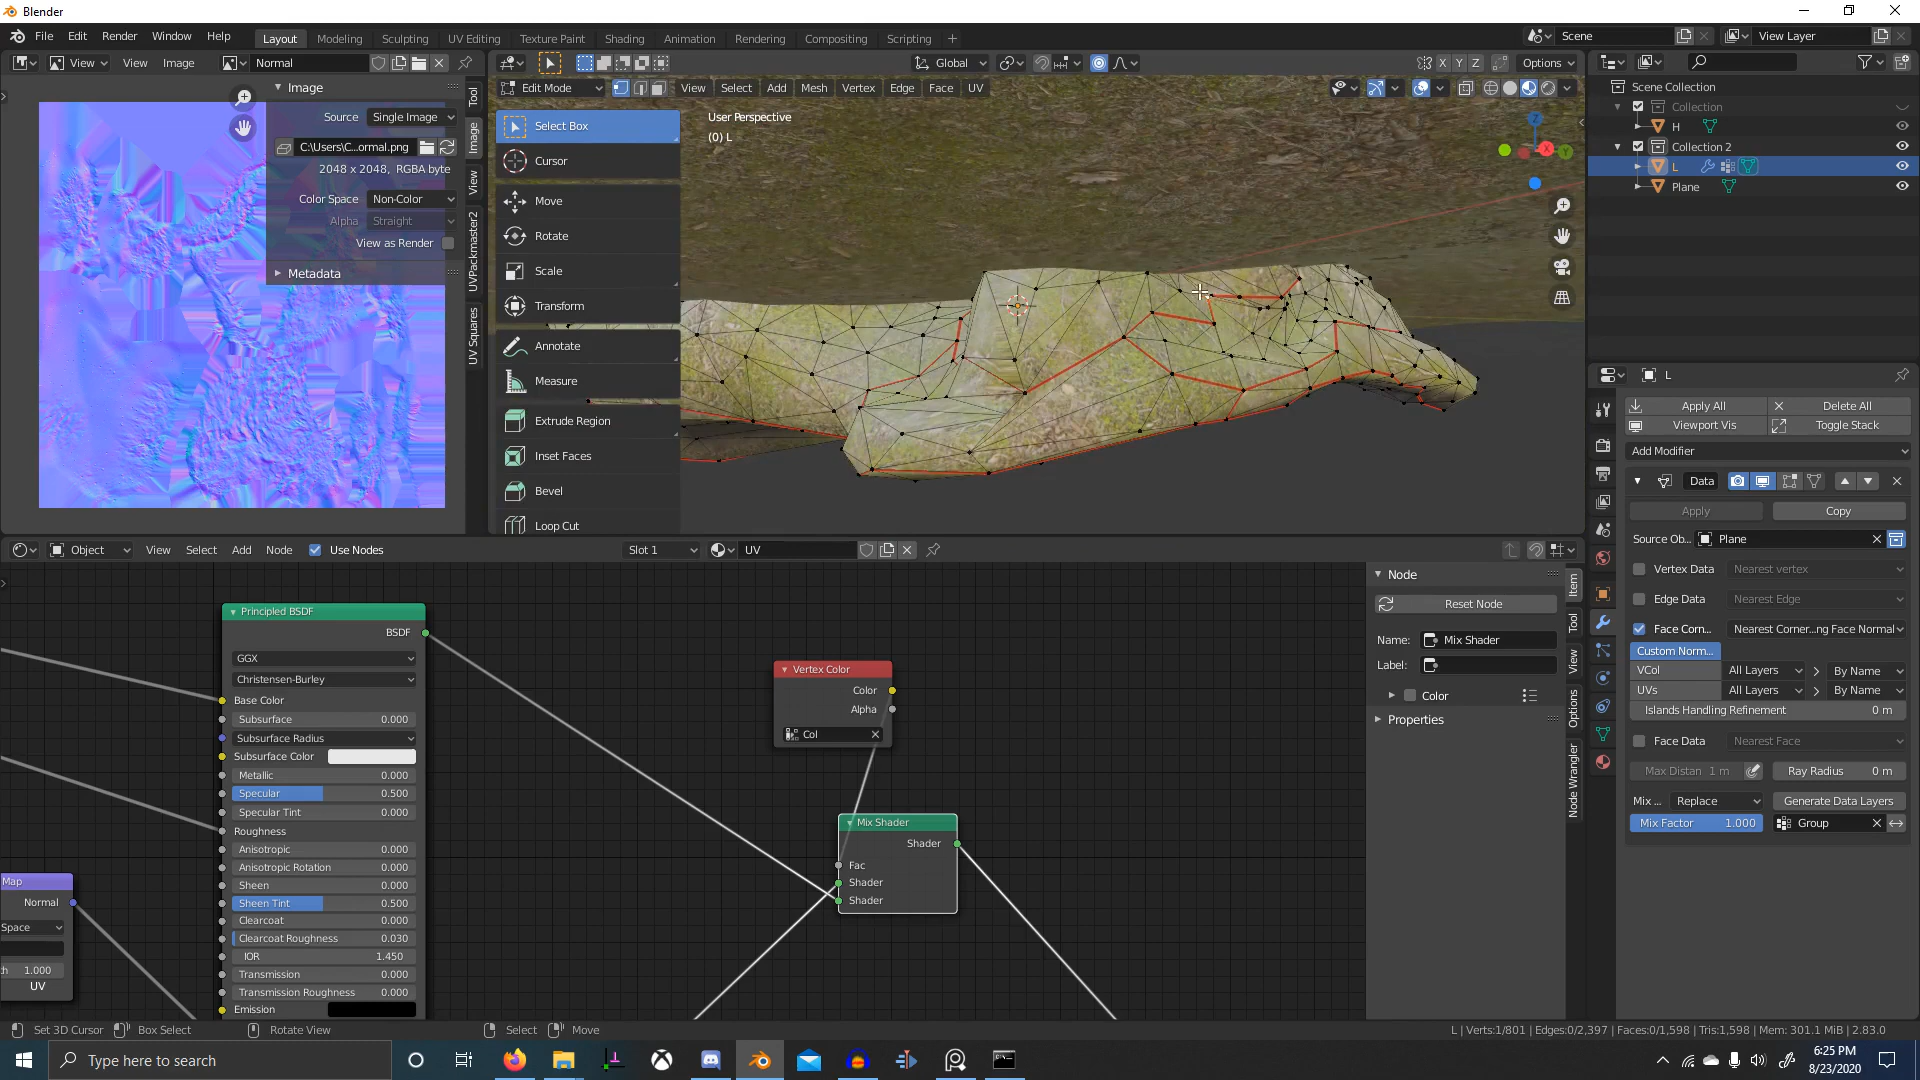 Blender
File Edit Render Window Help Layout Modeling Sculpting UV Editing Texture Paint Shading Animation Rendering Compositing Scripting + Scene View Layer
View View Image Normal
Image
Source Single Image
C:\Users\C...ormal.png
2048 x 2048, RGBA byte
Color Space Non-Color
Alpha Straight
View as Render
Metadata
Tool
Image
View
UVPackmaster2
UV Squares
Global X Y Z Options
Edit Mode View Select Add Mesh Vertex Edge Face UV
Select Box
Cursor
Move
Rotate
Scale
Transform
Annotate
Measure
Extrude Region
Inset Faces
Bevel
Loop Cut
User Perspective
(0) L
Z
X
Y
Scene Collection
Collection
H
Collection 2
L
Plane
L
Apply All Delete All
Viewport Vis Toggle Stack
Add Modifier
Data
Apply Copy
Source Ob... Plane
Vertex Data Nearest vertex
Edge Data Nearest Edge
Face Corn... Nearest Corner...ng Face Normal
Custom Norm...
VCol All Layers By Name
UVs All Layers By Name
Islands Handling Refinement 0 m
Face Data Nearest Face
Max Distan 1 m Ray Radius 0 m
Mix ... Replace Generate Data Layers
Mix Factor 1.000 Group
Object View Select Add Node Use Nodes Slot 1 UV
Principled BSDF
BSDF
GGX
Christensen-Burley
Base Color
Subsurface 0.000
Subsurface Radius
Subsurface Color
Metallic 0.000
Specular 0.500
Specular Tint 0.000
Roughness
Anisotropic 0.000
Anisotropic Rotation 0.000
Sheen 0.000
Sheen Tint 0.500
Clearcoat 0.000
Clearcoat Roughness 0.030
IOR 1.450
Transmission 0.000
Transmission Roughness 0.000
Emission
Map
Normal
Space
th 1.000
UV
Vertex Color
Color
Alpha
Col
Mix Shader
Shader
Fac
Shader
Shader
Node
Reset Node
Name: Mix Shader
Label:
Color
Properties
Item
Tool
View
Options
Node Wrangler
Set 3D Cursor Box Select Rotate View Select Move L | Verts:1/801 | Edges:0/2,397 | Faces:0/1,598 | Tris:1,598 | Mem: 301.1 MiB | 2.83.0
Type here to search
6:25 PM
8/23/2020